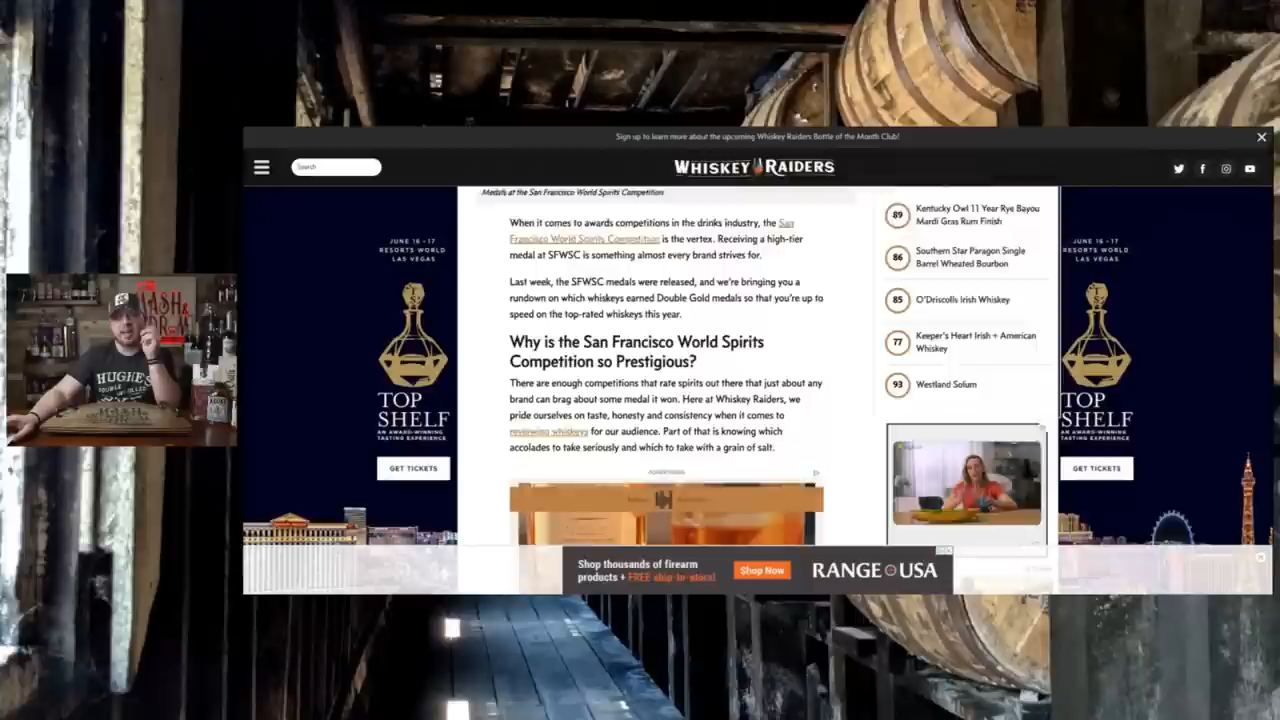 Sign up to learn more about the upcoming Whiskey Raiders Bottle of the Month Club!
Search
WHISKEY RAIDERS
Medals at the San Francisco World Spirits Competition
When it comes to awards competitions in the drinks industry, the San
Francisco World Spirits Competition is the vertex. Receiving a high-tier
medal at SFWSC is something almost every brand strives for.
Last week, the SFWSC medals were released, and we're bringing you a
rundown on which whiskeys earned Double Gold medals so that you're up to
speed on the top-rated whiskeys this year.
Why is the San Francisco World Spirits
Competition so Prestigious?
There are enough competitions that rate spirits out there that just about any
brand can brag about some medal it won. Here at Whiskey Raiders, we
pride ourselves on taste, honesty and consistency when it comes to
reviewing whiskeys for our audience. Part of that is knowing which
accolades to take seriously and which to take with a grain of salt.
ADVERTISING
89
Kentucky Owl 11 Year Rye Bayou
Mardi Gras Rum Finish
86
Southern Star Paragon Single
Barrel Wheated Bourbon
85
O'Driscolls Irish Whiskey
77
Keeper's Heart Irish + American
Whiskey
93
Westland Solum
JUNE 16 - 17
RESORTS WORLD
LAS VEGAS
TOP
SHELF
AN AWARD-WINNING
TASTING EXPERIENCE
GET TICKETS
JUNE 16 - 17
RESORTS WORLD
LAS VEGAS
TOP
SHELF
AN AWARD-WINNING
TASTING EXPERIENCE
GET TICKETS
Shop thousands of firearm
products + FREE ship-to-store!
Shop Now
RANGE USA
MASH&
HUGHES